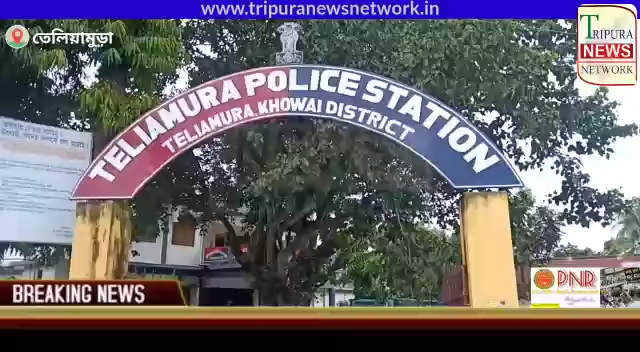 www.tripuranewsnetwork.in
তেলিয়ামুড়া
TRIPURA
NEWS
NETWORK
TELIAMURA POLICE STATION
TELIAMURA, KHOWAI DISTRICT
PNR
BREAKING NEWS